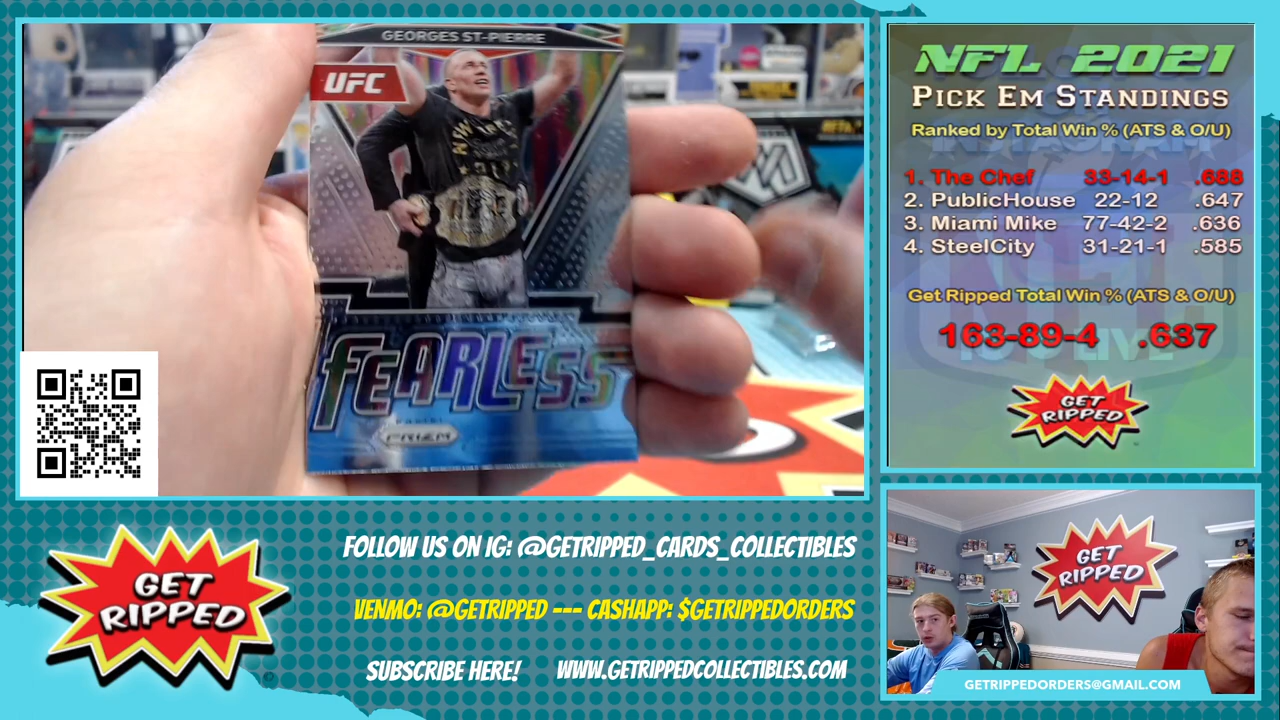 GEORGES ST-PIERRE
UFC
FEARLESS
PANINI
PRIZM
NFL 2021
PICK EM STANDINGS
Ranked by Total Win % (ATS & O/U)
1. The Chef 33-14-1 .688
2. PublicHouse 22-12 .647
3. Miami Mike 77-42-2 .636
4. SteelCity 31-21-1 .585
Get Ripped Total Win % (ATS & O/U)
163-89-4 .637
GET
RIPPED
GET
RIPPED
FOLLOW US ON IG: @GETRIPPED_CARDS_COLLECTIBLES
VENMO: @GETRIPPED --- CASHAPP: $GETRIPPEDORDERS
SUBSCRIBE HERE! WWW.GETRIPPEDCOLLECTIBLES.COM
GET
RIPPED
GETRIPPEDORDERS@GMAIL.COM